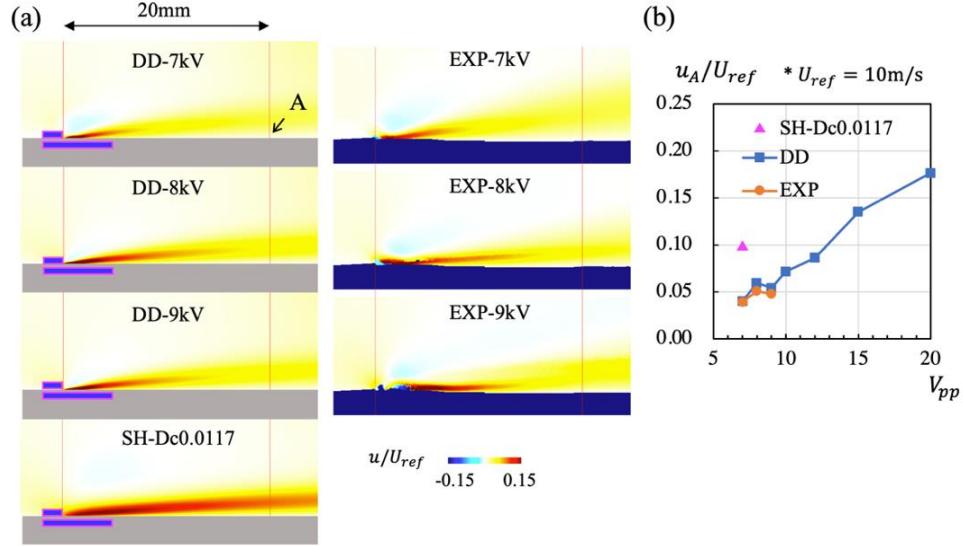 (a)
20mm
DD-7kV
A
EXP-7kV
DD-8kV
EXP-8kV
DD-9kV
EXP-9kV
SH-Dc0.0117
u/U_ref
-0.15 0.15
(b)
u_A/U_ref * U_ref = 10m/s
0.25
0.20
0.15
0.10
0.05
0.00
SH-Dc0.0117
DD
EXP
5 10 15 20
V_pp